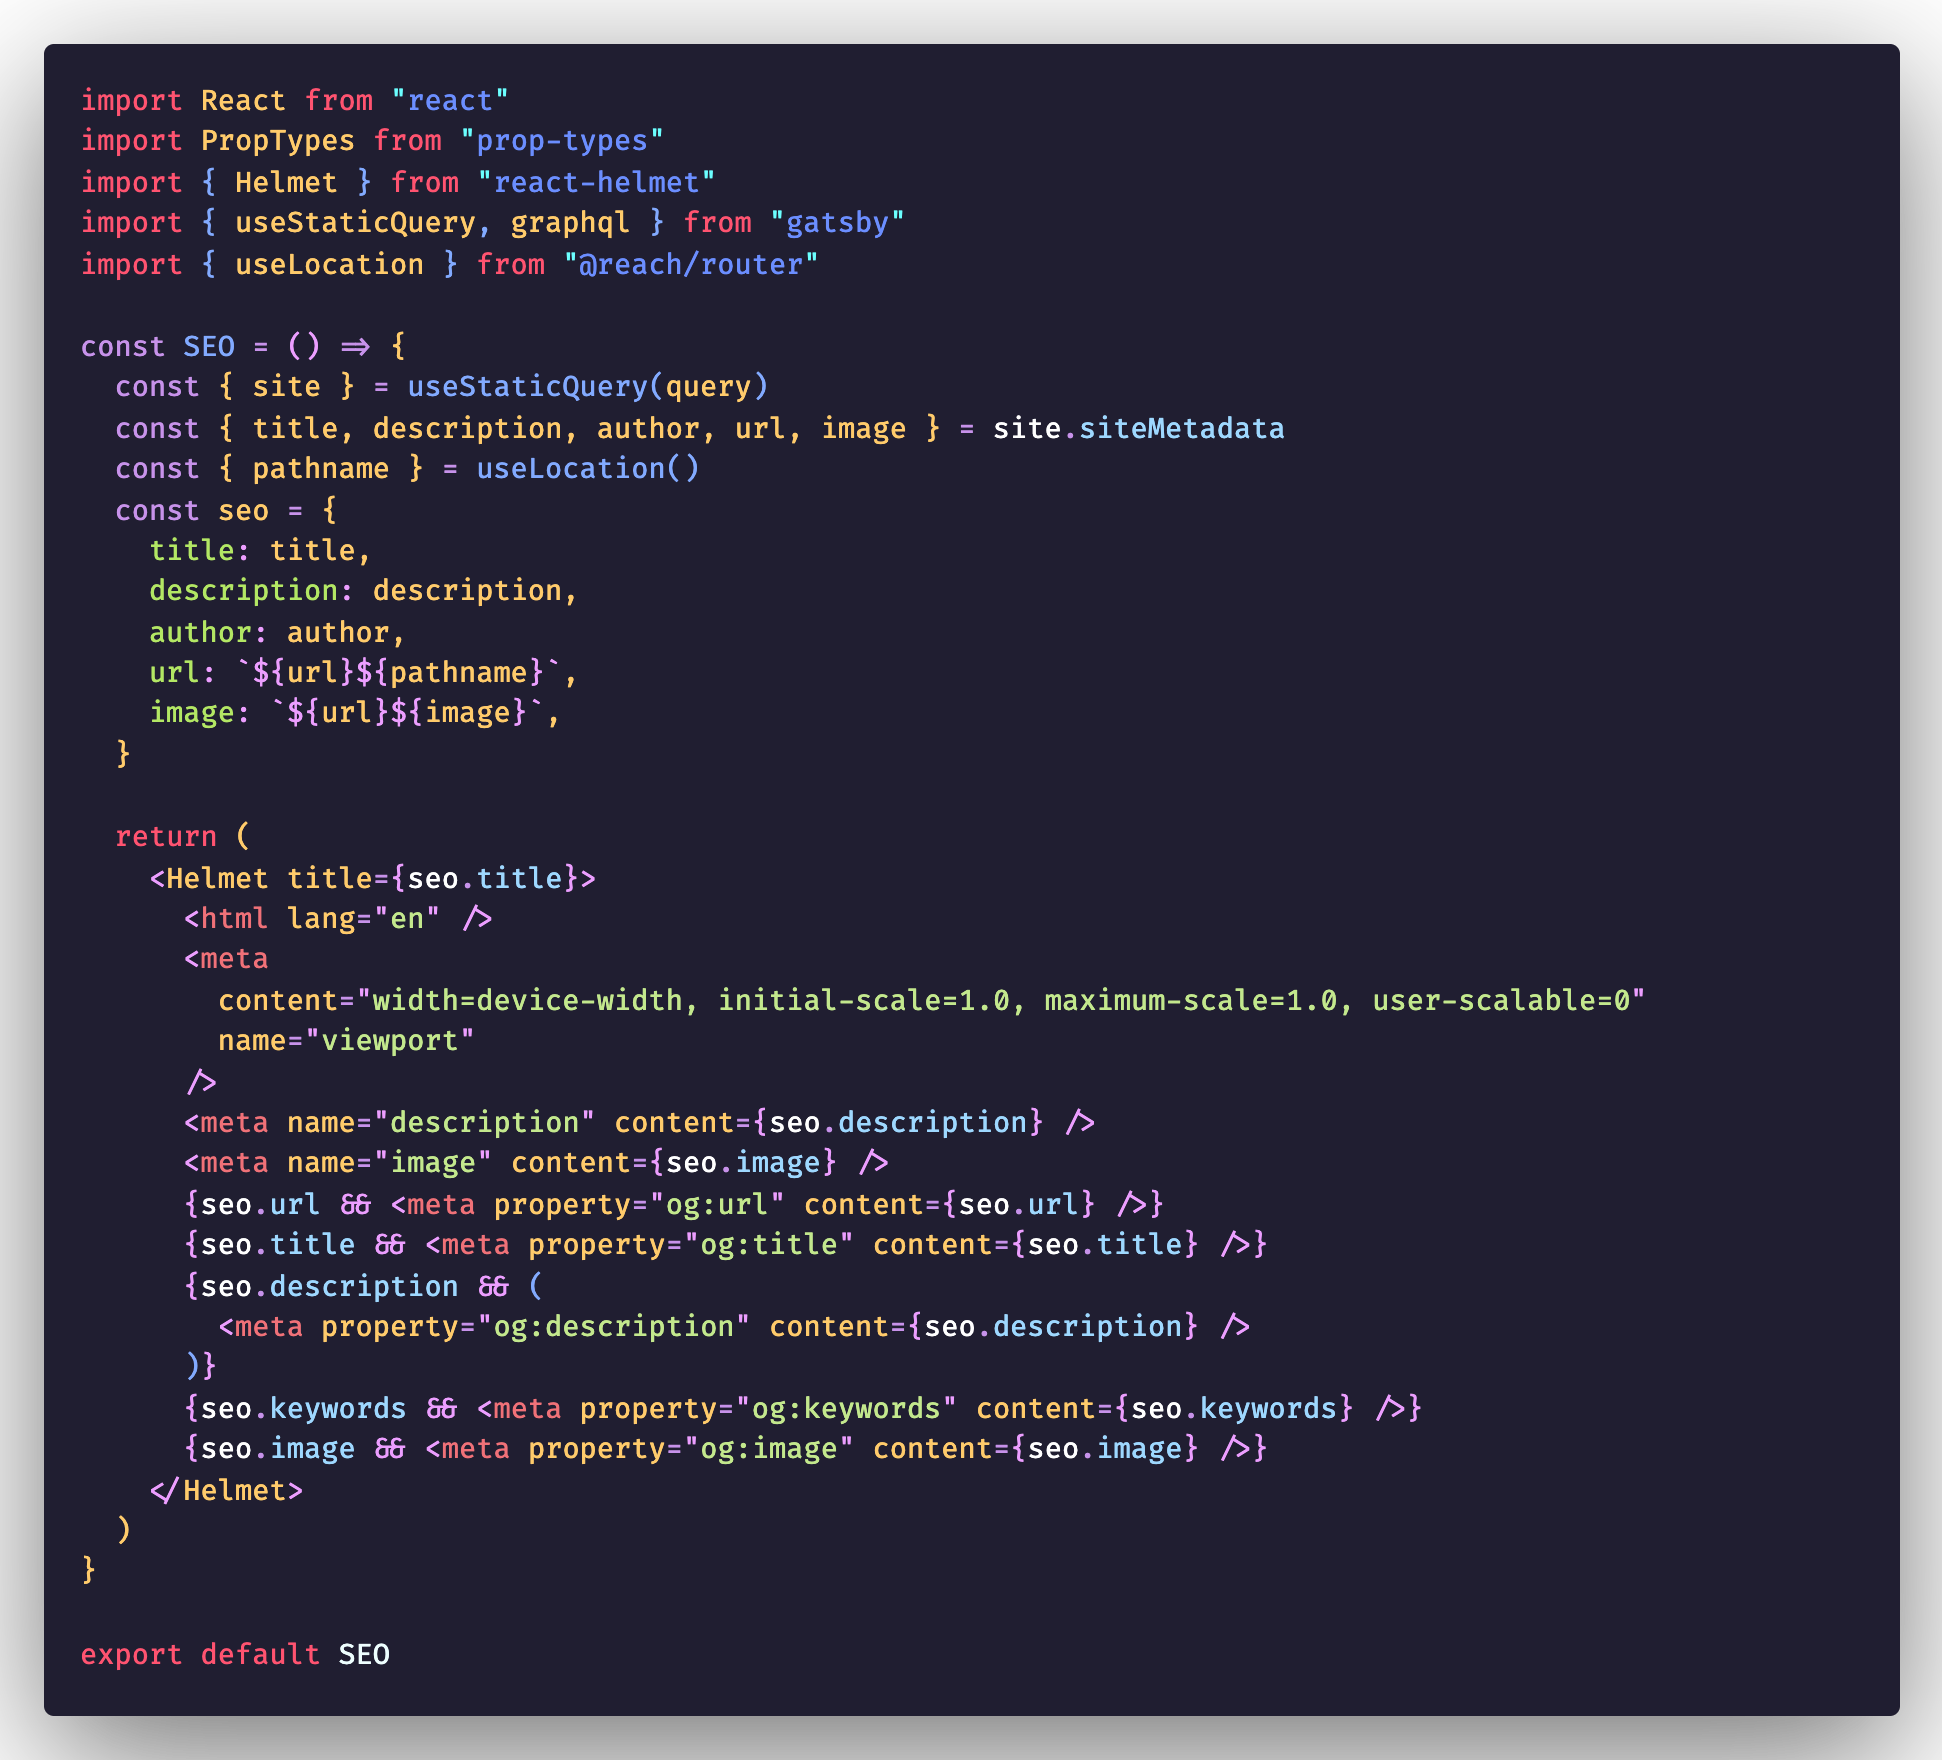 import React from "react"
import PropTypes from "prop-types"
import { Helmet } from "react-helmet"
import { useStaticQuery, graphql } from "gatsby"
import { useLocation } from "@reach/router"

const SEO = () => {
  const { site } = useStaticQuery(query)
  const { title, description, author, url, image } = site.siteMetadata
  const { pathname } = useLocation()
  const seo = {
    title: title,
    description: description,
    author: author,
    url: `${url}${pathname}`,
    image: `${url}${image}`,
  }

  return (
    <Helmet title={seo.title}>
      <html lang="en" />
      <meta
        content="width=device-width, initial-scale=1.0, maximum-scale=1.0, user-scalable=0"
        name="viewport"
      />
      <meta name="description" content={seo.description} />
      <meta name="image" content={seo.image} />
      {seo.url && <meta property="og:url" content={seo.url} />}
      {seo.title && <meta property="og:title" content={seo.title} />}
      {seo.description && (
        <meta property="og:description" content={seo.description} />
      )}
      {seo.keywords && <meta property="og:keywords" content={seo.keywords} />}
      {seo.image && <meta property="og:image" content={seo.image} />}
    </Helmet>
  )
}

export default SEO